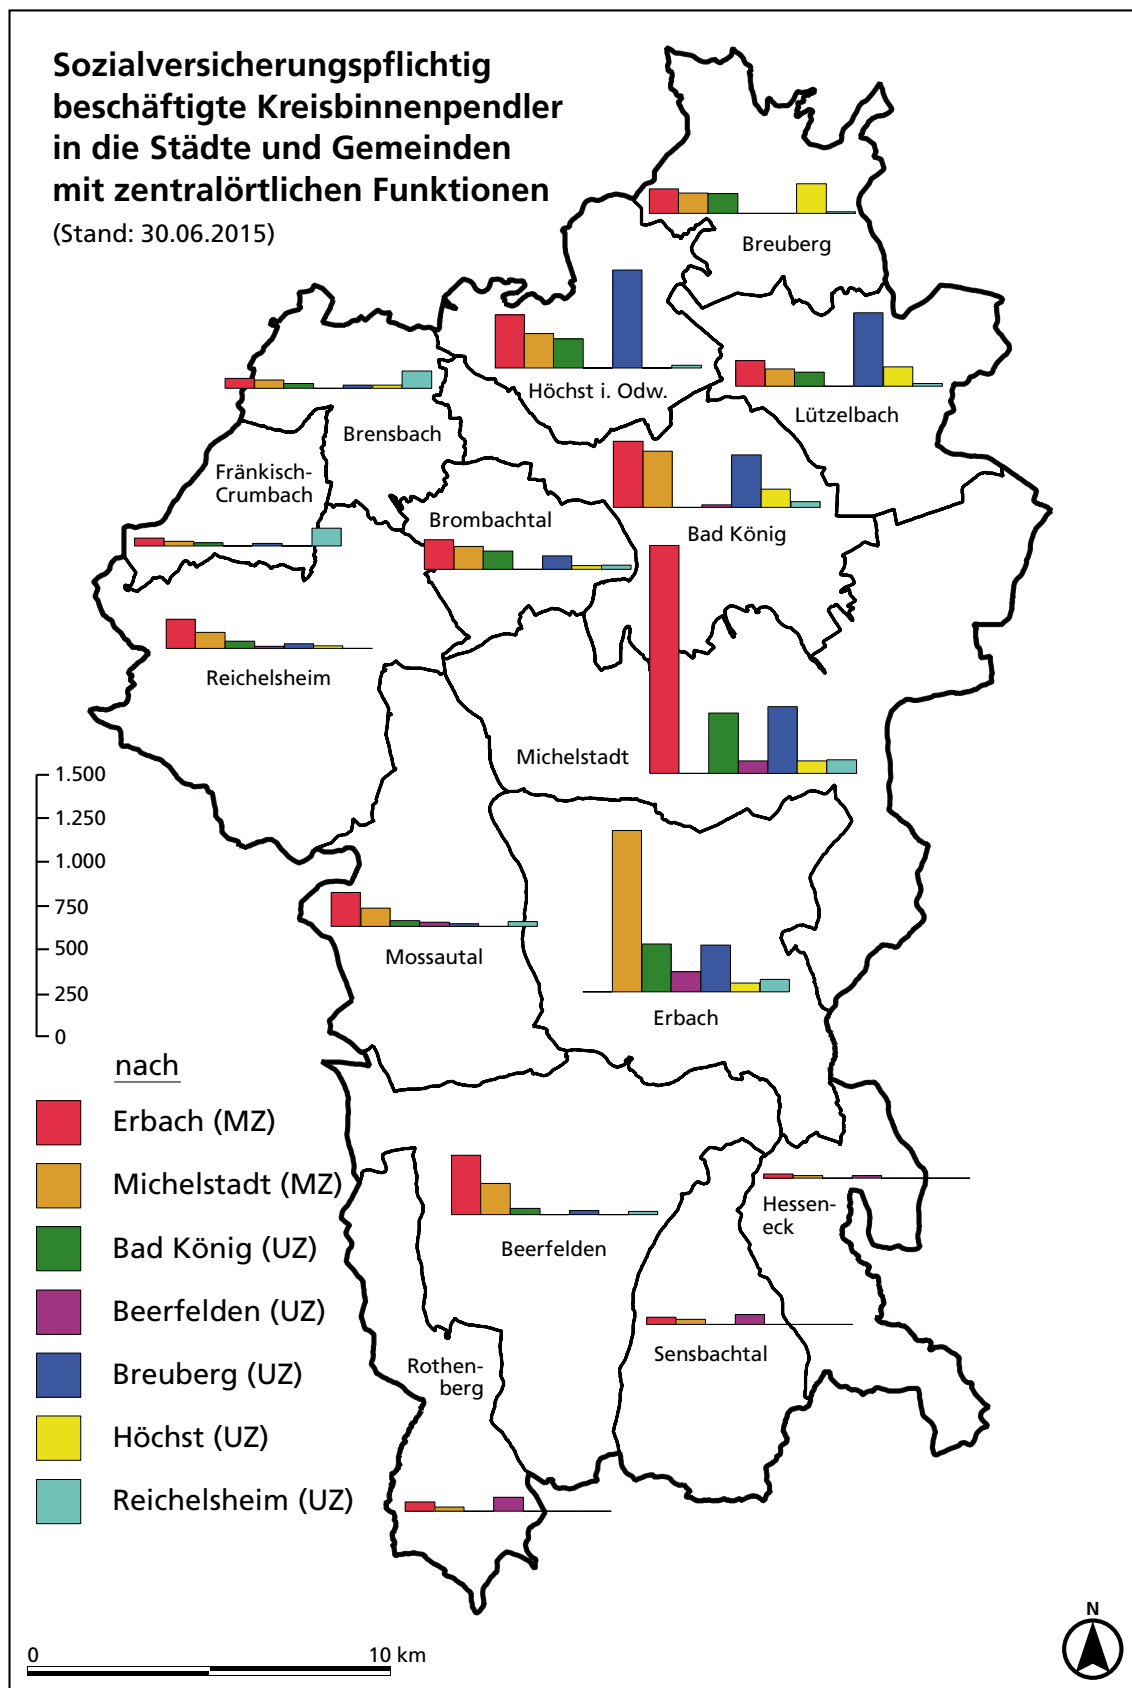 Sozialversicherungspflichtig
beschäftigte Kreisbinnenpendler
in die Städte und Gemeinden
mit zentralörtlichen Funktionen
(Stand: 30.06.2015)
Breuberg
Höchst i. Odw.
Lützelbach
Brensbach
Fränkisch-
Crumbach
Brombachtal
Bad König
Reichelsheim
Michelstadt
1.500
1.250
1.000
750
500
250
0
Mossautal
Erbach
nach
Erbach (MZ)
Michelstadt (MZ)
Bad König (UZ)
Beerfelden (UZ)
Breuberg (UZ)
Höchst (UZ)
Reichelsheim (UZ)
Hessen-
eck
Beerfelden
Sensbachtal
Rothen-
berg
0
10 km
N